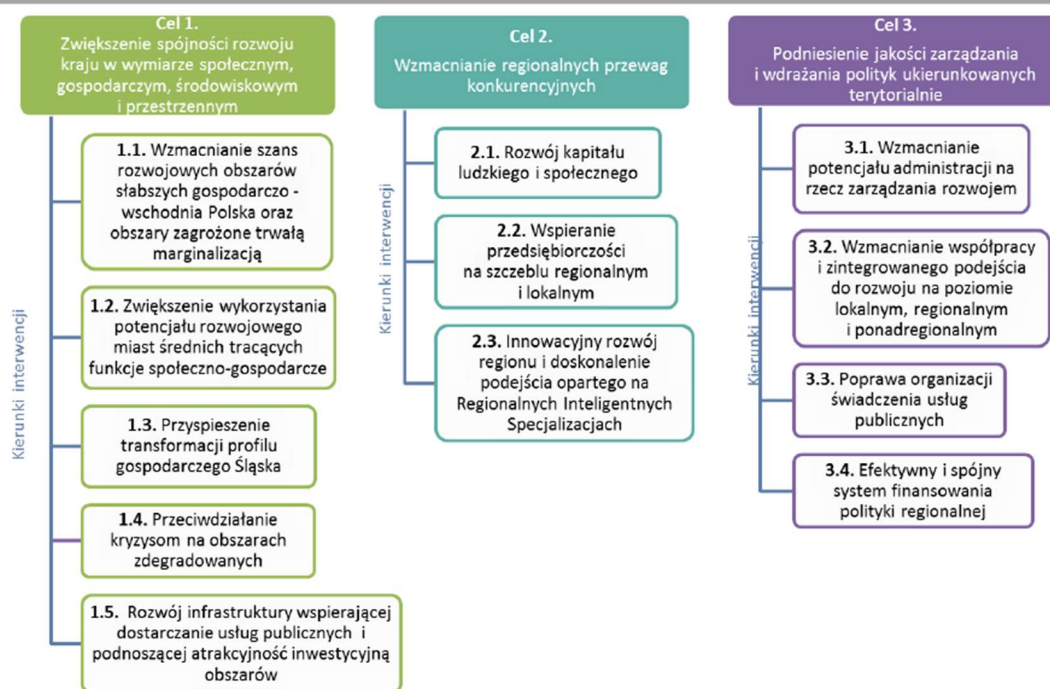 Cel 1.
Zwiększenie spójności rozwoju
kraju w wymiarze społecznym,
gospodarczym, środowiskowym
i przestrzennym
Kierunki interwencji
1.1. Wzmacnianie szans
rozwojowych obszarów
słabszych gospodarczo -
wschodnia Polska oraz
obszary zagrożone trwałą
marginalizacją
1.2. Zwiększenie wykorzystania
potencjału rozwojowego
miast średnich tracących
funkcje społeczno-gospodarcze
1.3. Przyspieszenie
transformacji profilu
gospodarczego Śląska
1.4. Przeciwdziałanie
kryzysom na obszarach
zdegradowanych
1.5. Rozwój infrastruktury wspierającej
dostarczanie usług publicznych i
podnoszącej atrakcyjność inwestycyjną
obszarów
Cel 2.
Wzmacnianie regionalnych przewag
konkurencyjnych
Kierunki interwencji
2.1. Rozwój kapitału
ludzkiego i społecznego
2.2. Wspieranie
przedsiębiorczości
na szczeblu regionalnym
i lokalnym
2.3. Innowacyjny rozwój
regionu i doskonalenie
podejścia opartego na
Regionalnych Inteligentnych
Specjalizacjach
Cel 3.
Podniesienie jakości zarządzania
i wdrażania polityk ukierunkowanych
terytorialnie
Kierunki interwencji
3.1. Wzmacnianie
potencjału administracji na
rzecz zarządzania rozwojem
3.2. Wzmacnianie współpracy
i zintegrowanego podejścia
do rozwoju na poziomie
lokalnym, regionalnym
i ponadregionalnym
3.3. Poprawa organizacji
świadczenia usług
publicznych
3.4. Efektywny i spójny
system finansowania
polityki regionalnej